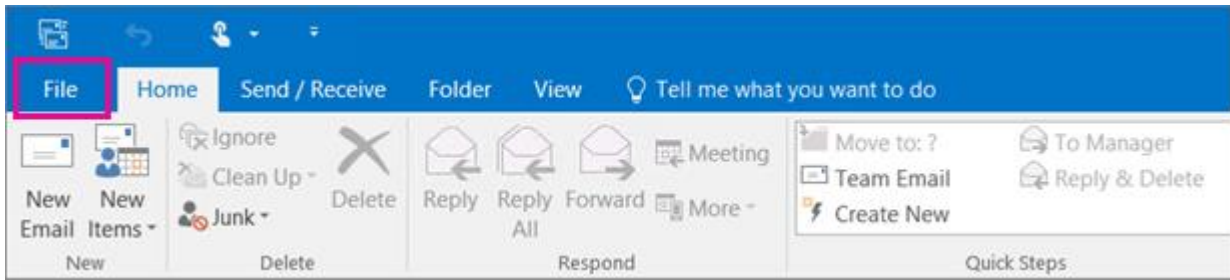 File Home Send / Receive Folder View Tell me what you want to do
Ignore Meeting Move to: ? To Manager
Clean Up Team Email Reply & Delete
New New Delete Reply Reply Forward More
Email Items Junk All Create New
New Delete Respond Quick Steps